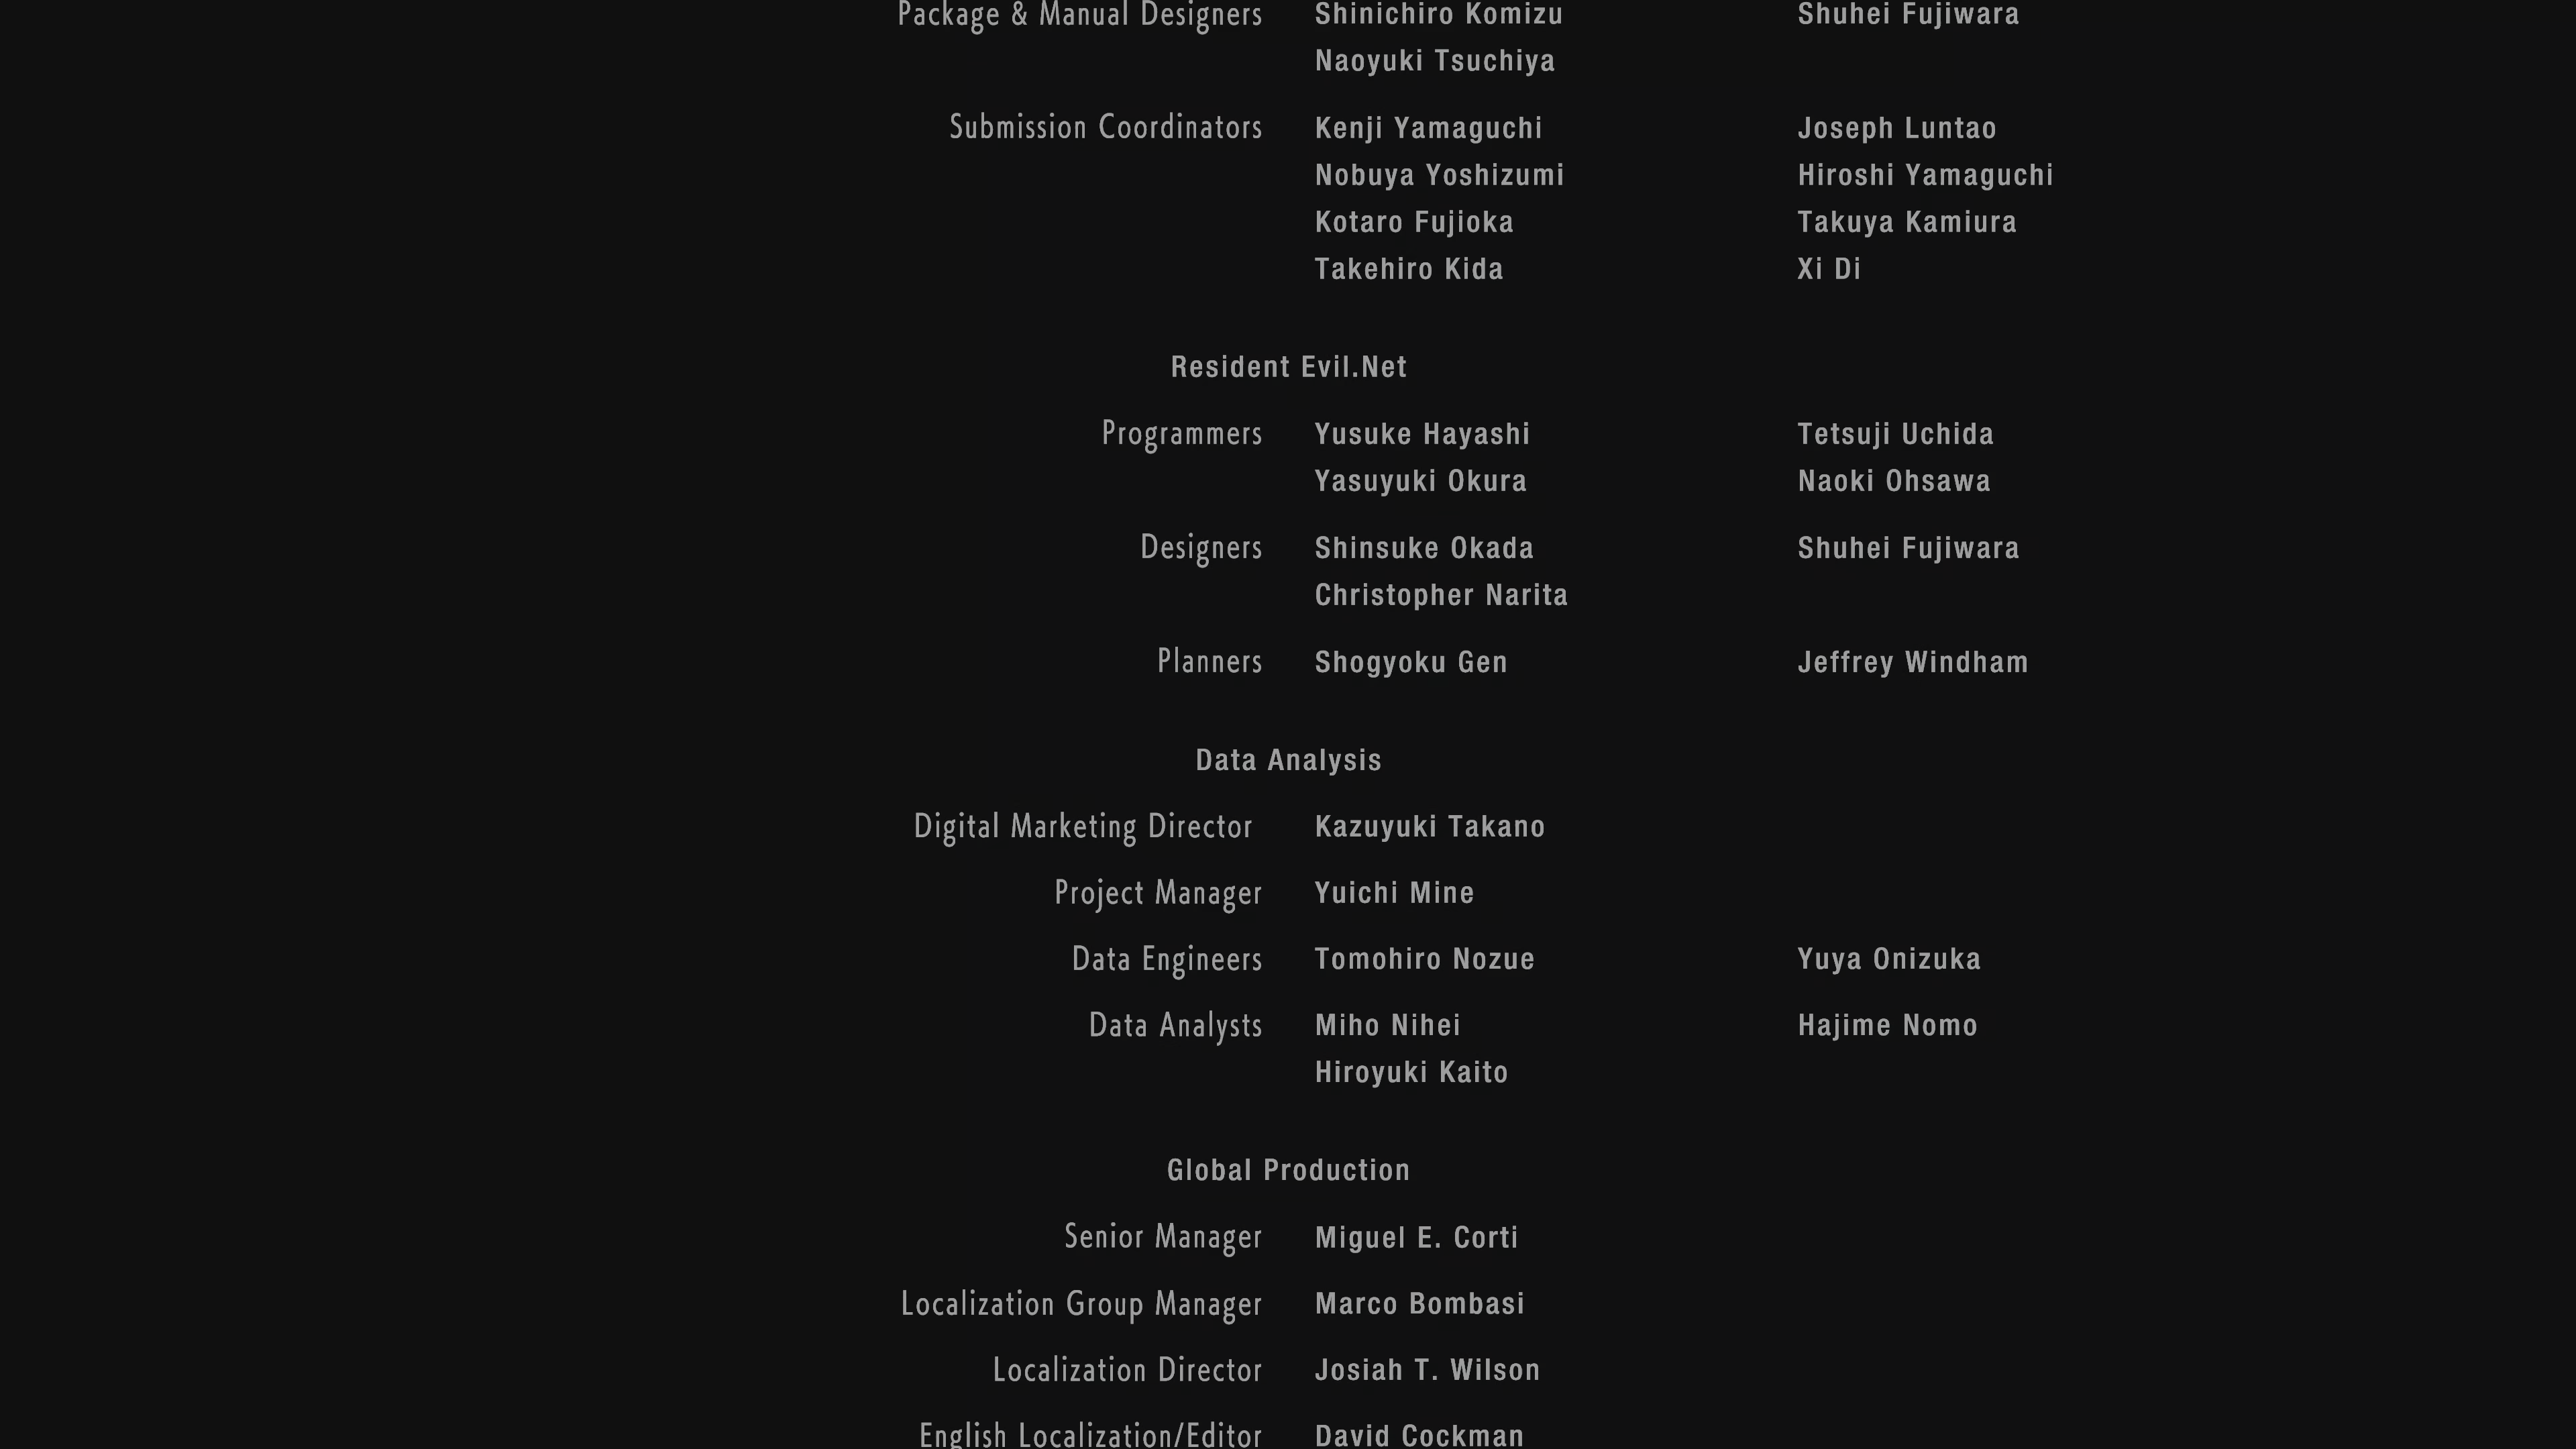 Package & Manual Designers Shinichiro Komizu Shuhei Fujiwara
Naoyuki Tsuchiya
Submission Coordinators Kenji Yamaguchi Joseph Luntao
Nobuya Yoshizumi Hiroshi Yamaguchi
Kotaro Fujioka Takuya Kamiura
Takehiro Kida Xi Di
Resident Evil.Net
Programmers Yusuke Hayashi Tetsuji Uchida
Yasuyuki Okura Naoki Ohsawa
Designers Shinsuke Okada Shuhei Fujiwara
Christopher Narita
Planners Shogyoku Gen Jeffrey Windham
Data Analysis
Digital Marketing Director Kazuyuki Takano
Project Manager Yuichi Mine
Data Engineers Tomohiro Nozue Yuya Onizuka
Data Analysts Miho Nihei Hajime Nomo
Hiroyuki Kaito
Global Production
Senior Manager Miguel E. Corti
Localization Group Manager Marco Bombasi
Localization Director Josiah T. Wilson
English Localization/Editor David Cockman